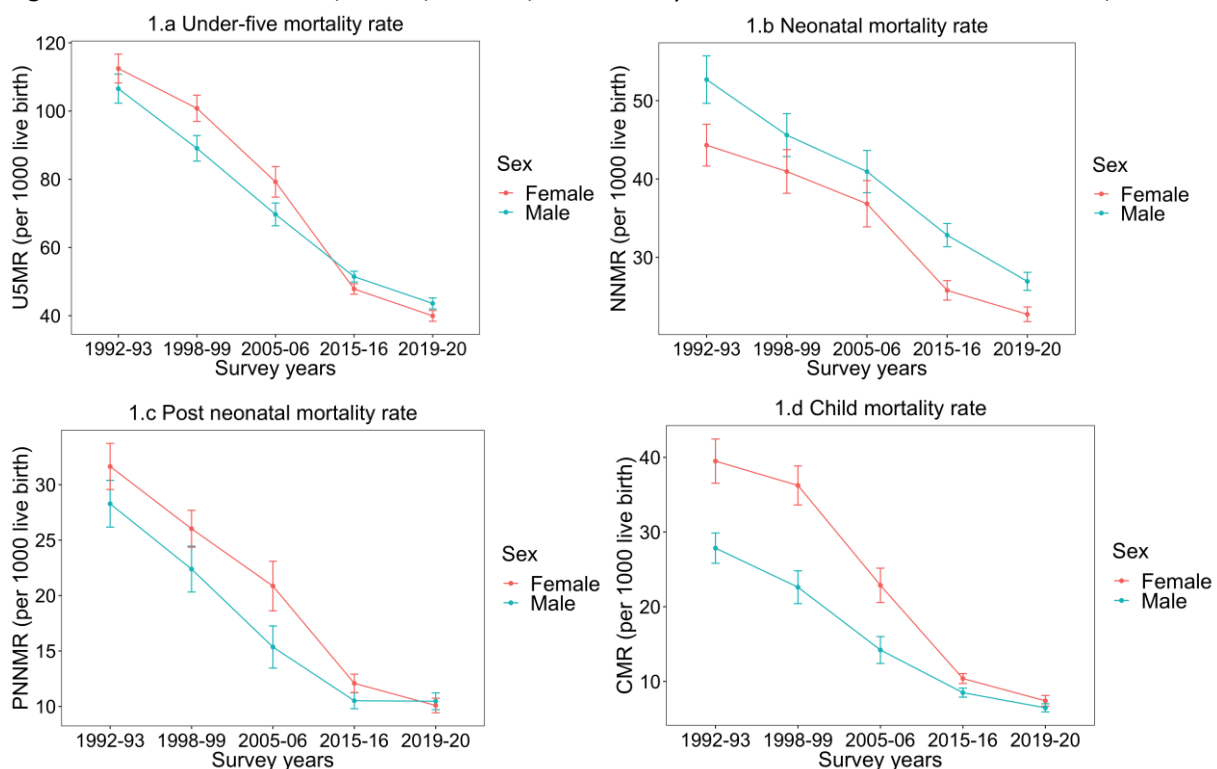 1.a Under-five mortality rate
U5MR (per 1000 live birth)
120
100
80
60
40
1992-93 1998-99 2005-06 2015-16 2019-20
Survey years
Sex
Female
Male
1.b Neonatal mortality rate
NNMR (per 1000 live birth)
50
40
30
1992-93 1998-99 2005-06 2015-16 2019-20
Survey years
Sex
Female
Male
1.c Post neonatal mortality rate
PNNMR (per 1000 live birth)
30
25
20
15
10
1992-93 1998-99 2005-06 2015-16 2019-20
Survey years
Sex
Female
Male
1.d Child mortality rate
CMR (per 1000 live birth)
40
30
20
10
1992-93 1998-99 2005-06 2015-16 2019-20
Survey years
Sex
Female
Male